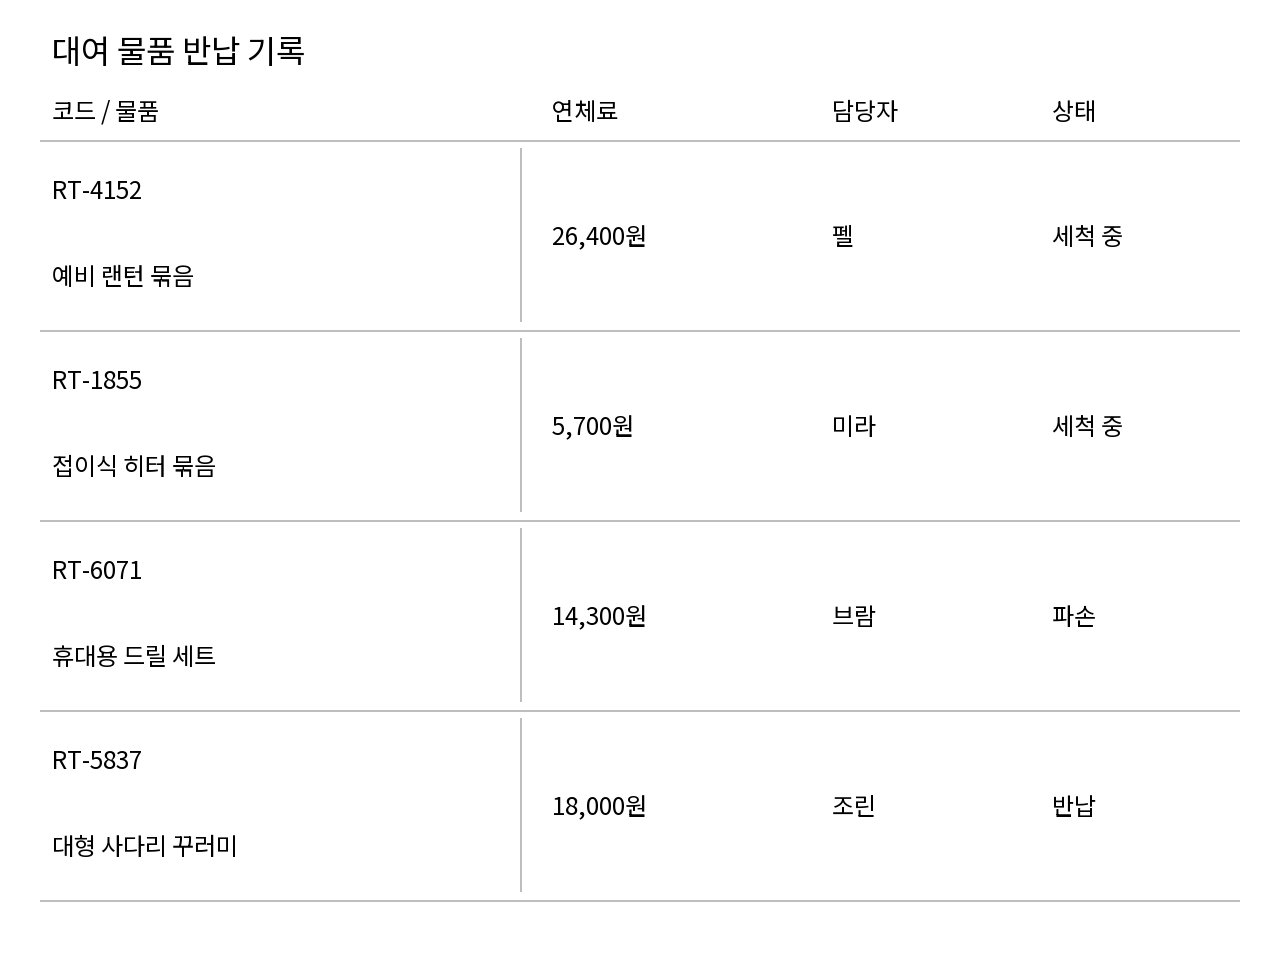 대여 물품 반납 기록
코드 / 물품 연체료 담당자 상태
RT-4152
예비 랜턴 묶음
26,400원 펠 세척 중
RT-1855
접이식 히터 묶음
5,700원 미라 세척 중
RT-6071
휴대용 드릴 세트
14,300원 브람 파손
RT-5837
대형 사다리 꾸러미
18,000원 조린 반납